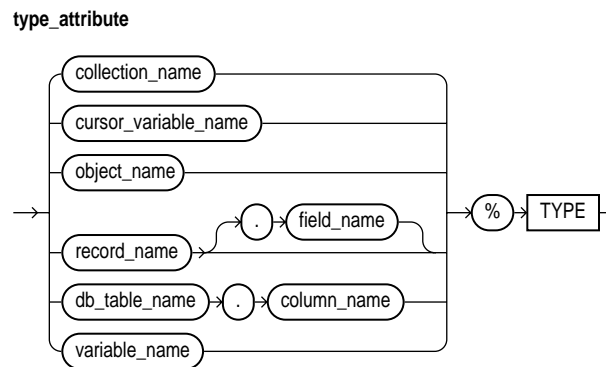 type_attribute
collection_name
cursor_variable_name
object_name
. field_name
% TYPE
record_name
db_table_name . column_name
variable_name